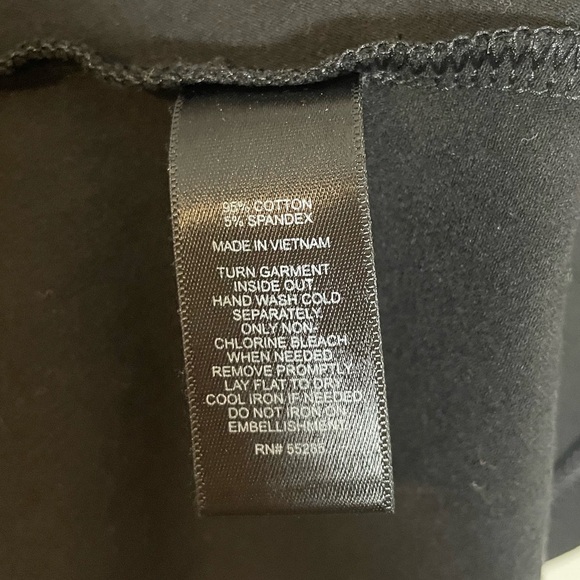 95% COTTON
5% SPANDEX
MADE IN VIETNAM
TURN GARMENT
INSIDE OUT
HAND WASH COLD
SEPARATELY
ONLY NON-
CHLORINE BLEACH
WHEN NEEDED
REMOVE PROMPTLY
LAY FLAT TO DRY
COOL IRON IF NEEDED
DO NOT IRON ON
EMBELLISHMENT
RN#